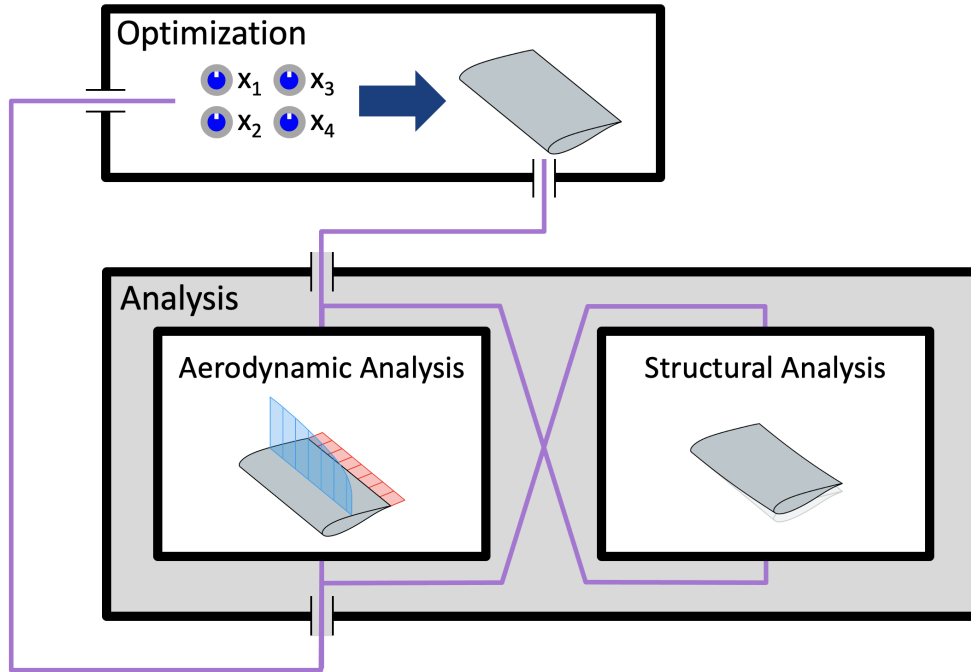 Optimization
x₁ x₃
x₂ x₄
Analysis
Aerodynamic Analysis
Structural Analysis